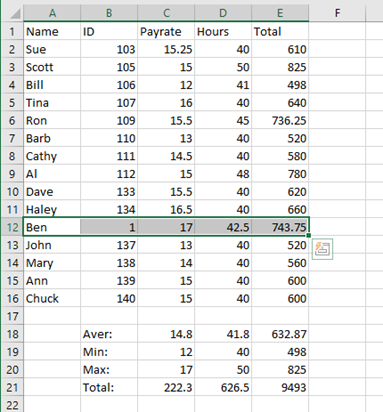 A B C D E F
1 Name ID Payrate Hours Total
2 Sue 103 15.25 40 610
3 Scott 105 15 50 825
4 Bill 106 12 41 498
5 Tina 107 16 40 640
6 Ron 109 15.5 45 736.25
7 Barb 110 13 40 520
8 Cathy 111 14.5 40 580
9 Al 112 15 48 780
10 Dave 133 15.5 40 620
11 Haley 134 16.5 40 660
12 Ben 1 17 42.5 743.75
13 John 137 13 40 520
14 Mary 138 14 40 560
15 Ann 139 15 40 600
16 Chuck 140 15 40 600
17
18 Aver: 14.8 41.8 632.87
19 Min: 12 40 498
20 Max: 17 50 825
21 Total: 222.3 626.5 9493
22